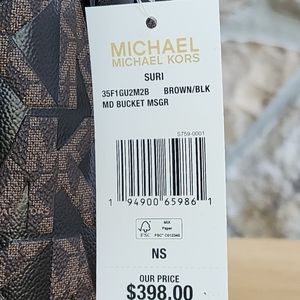 MICHAEL
MICHAEL KORS
SURI
35F1GU2M2B BROWN/BLK
MD BUCKET MSGR
S759-0001
1 94900 65986 1
FSC
MIX
Paper
NS
OUR PRICE
$398.00